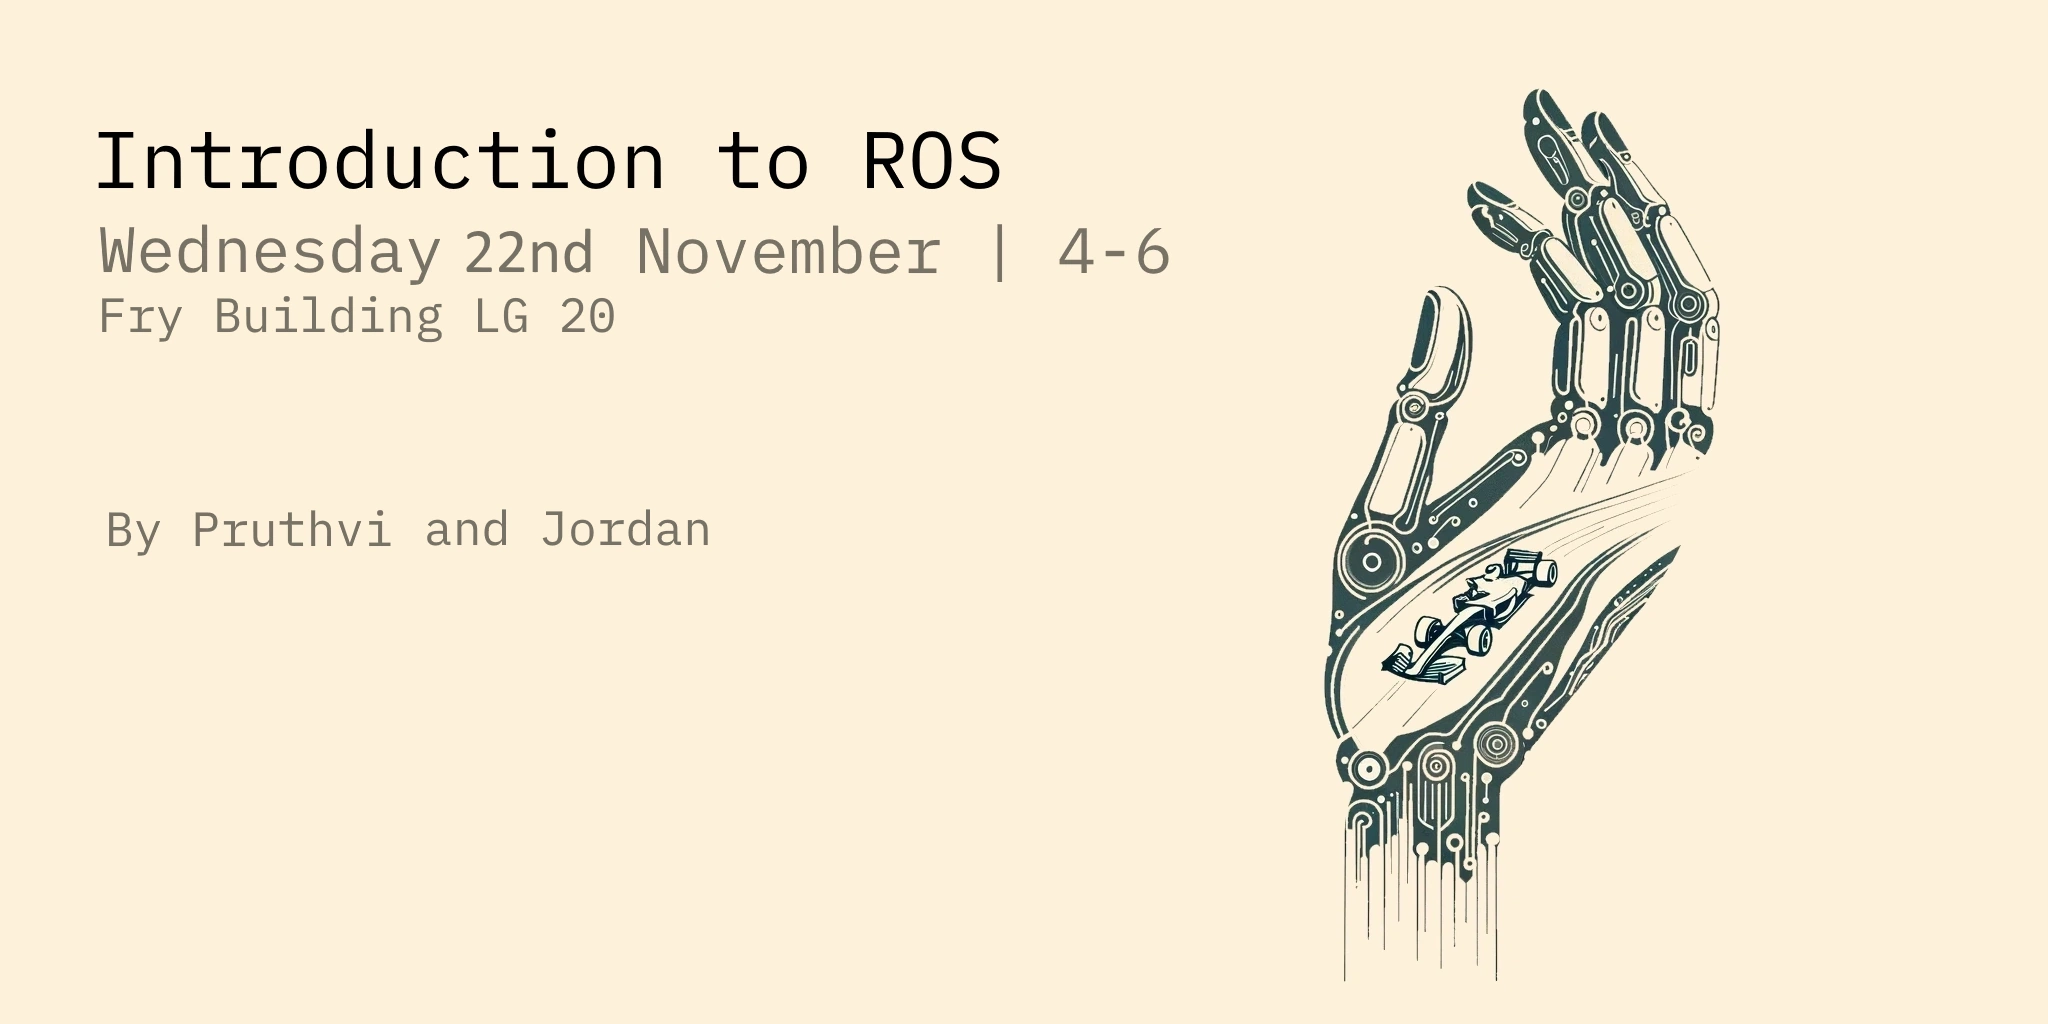 Introduction to ROS
Wednesday 22nd November | 4-6
Fry Building LG 20
By Pruthvi and Jordan